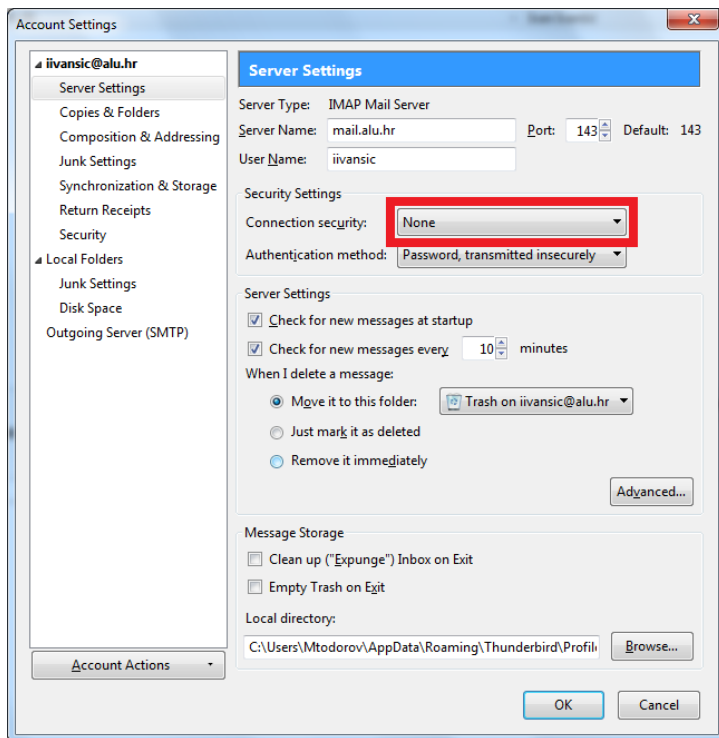 Account Settings
iivansic@alu.hr
Server Settings
Copies & Folders
Composition & Addressing
Junk Settings
Synchronization & Storage
Return Receipts
Security
Local Folders
Junk Settings
Disk Space
Outgoing Server (SMTP)
Account Actions
Server Settings
Server Type: IMAP Mail Server
Server Name: mail.alu.hr Port: 143 Default: 143
User Name: iivansic
Security Settings
Connection security: None
Authentication method: Password, transmitted insecurely
Server Settings
Check for new messages at startup
Check for new messages every 10 minutes
When I delete a message:
Move it to this folder: Trash on iivansic@alu.hr
Just mark it as deleted
Remove it immediately
Advanced...
Message Storage
Clean up ("Expunge") Inbox on Exit
Empty Trash on Exit
Local directory:
C:\Users\Mtodorov\AppData\Roaming\Thunderbird\Profil Browse...
OK Cancel